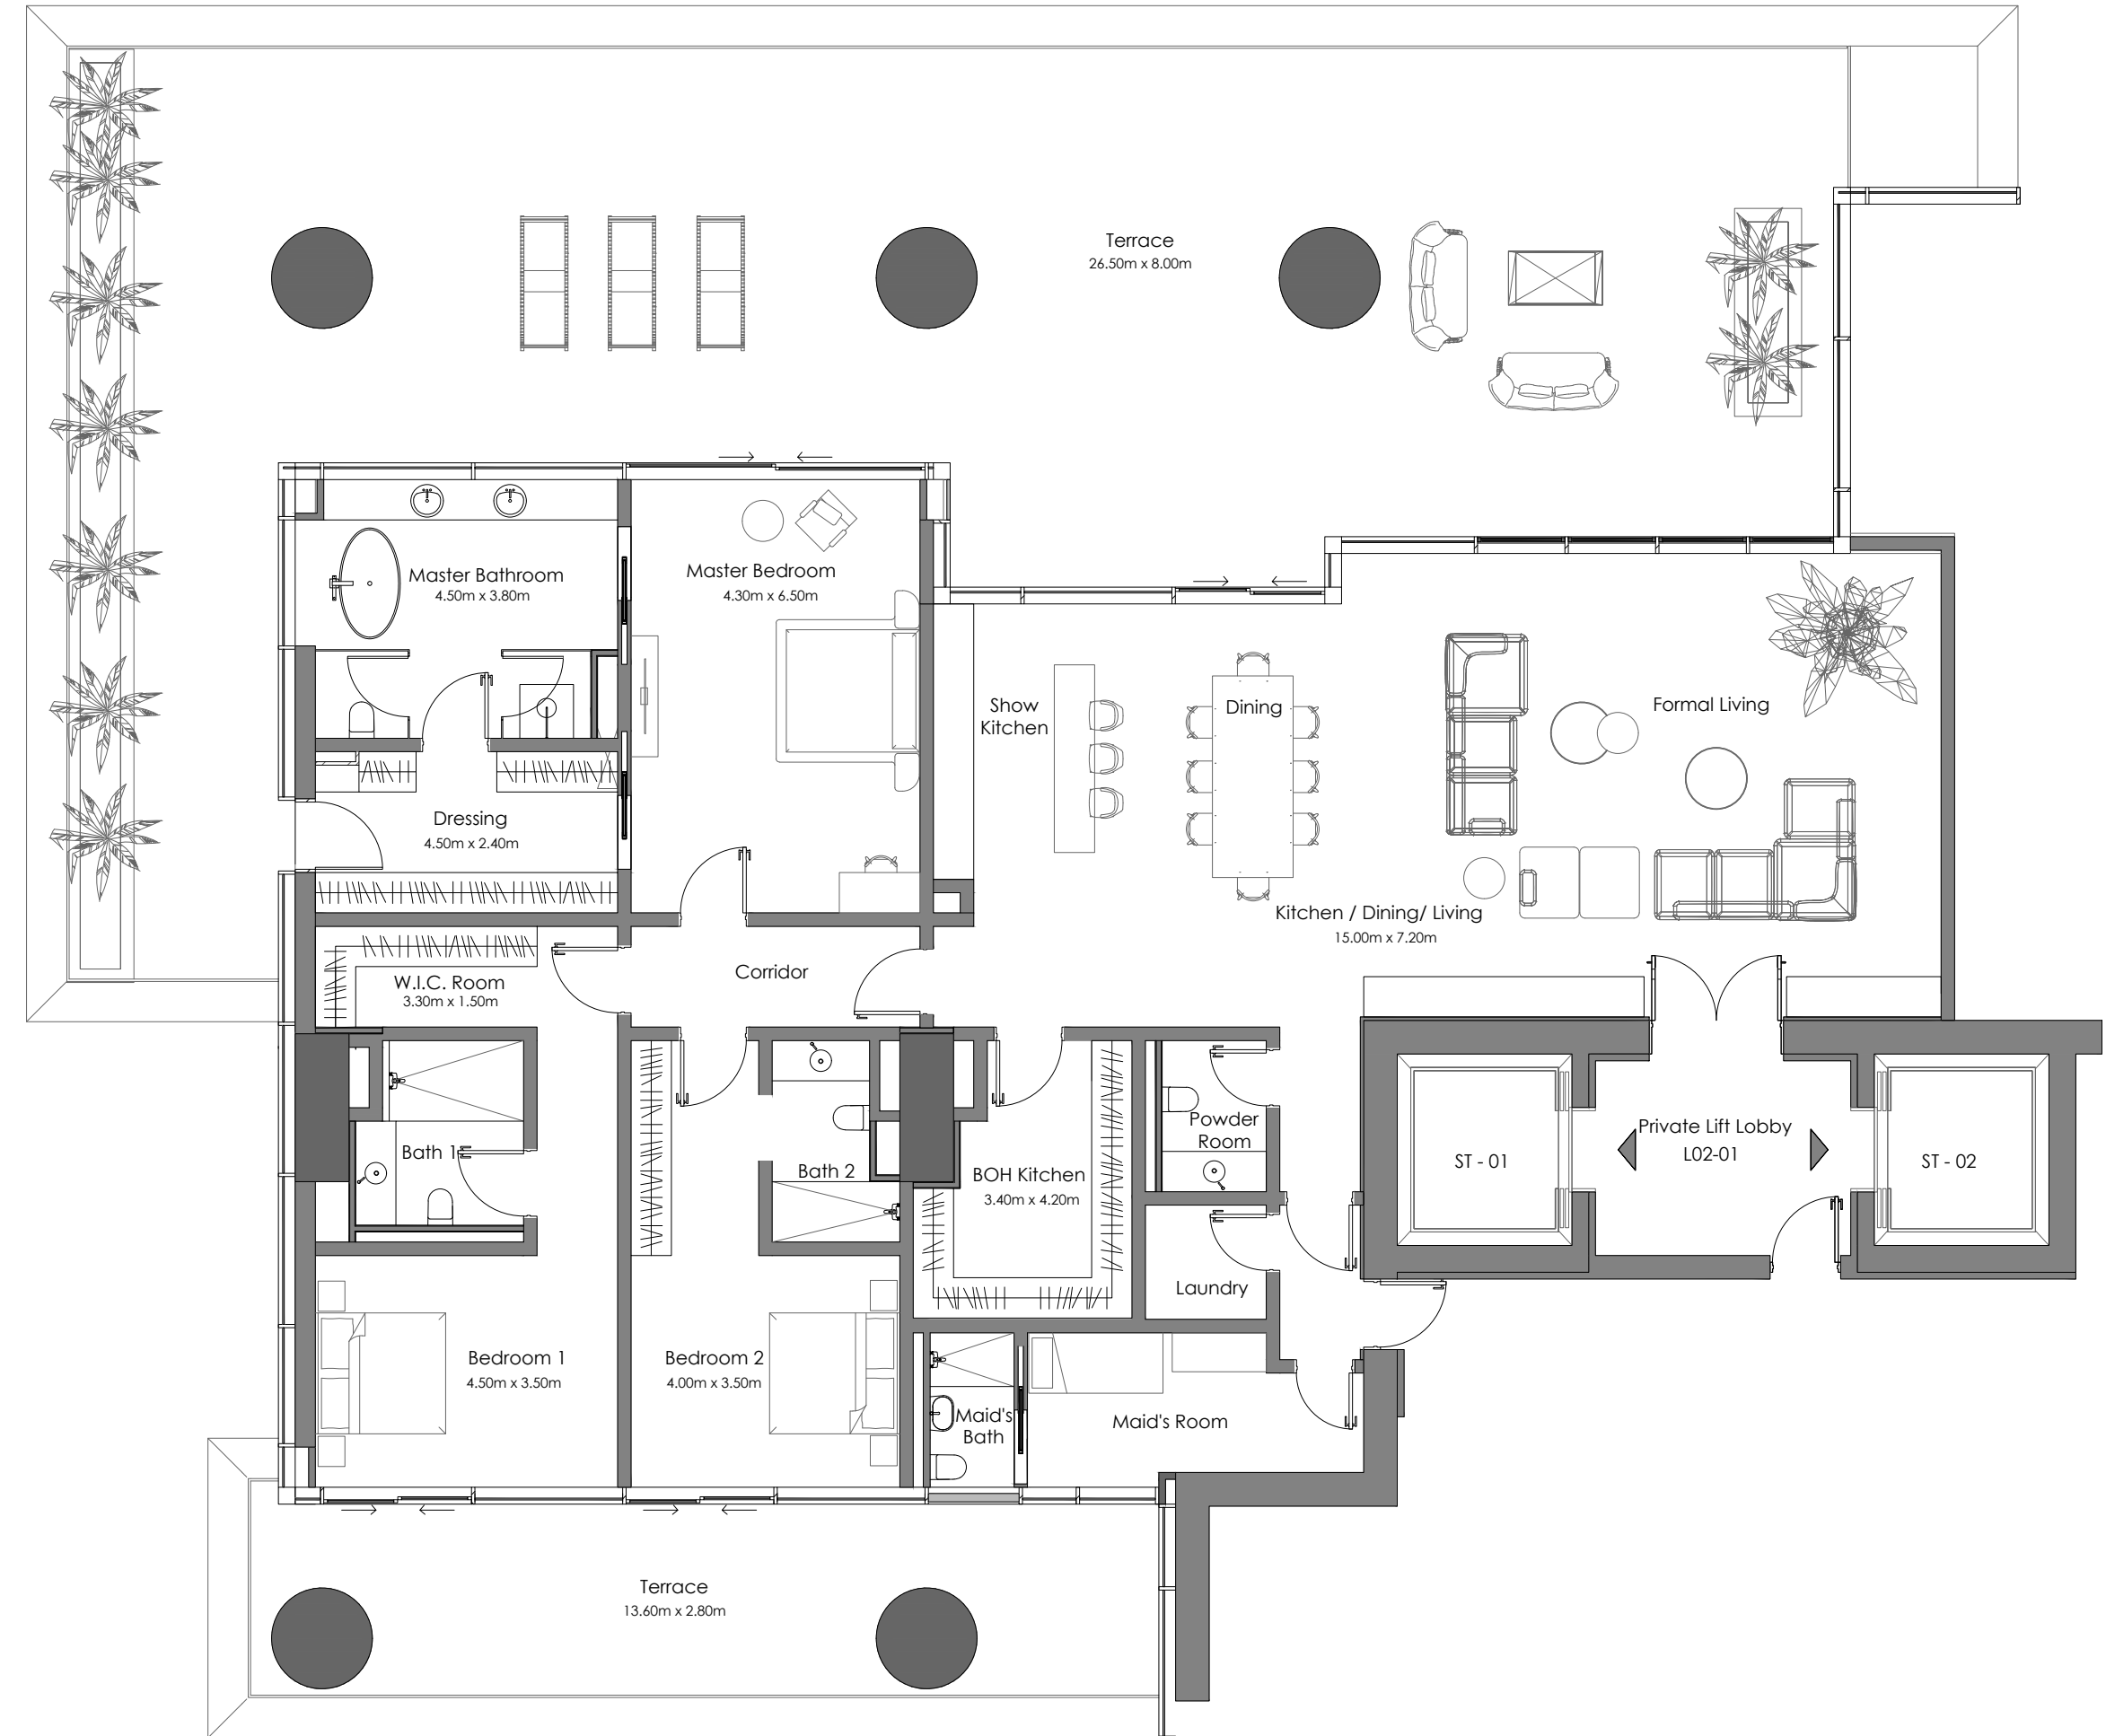 Terrace
26.50m x 8.00m
Master Bathroom
4.50m x 3.80m
Master Bedroom
4.30m x 6.50m
Show
Kitchen
Dining
Formal Living
Dressing
4.50m x 2.40m
Kitchen / Dining/ Living
15.00m x 7.20m
W.I.C. Room
3.30m x 1.50m
Corridor
Bath 1
Bath 2
BOH Kitchen
3.40m x 4.20m
Powder
Room
ST - 01
Private Lift Lobby
L02-01
ST - 02
Laundry
Bedroom 1
4.50m x 3.50m
Bedroom 2
4.00m x 3.50m
Maid's
Bath
Maid's Room
Terrace
13.60m x 2.80m